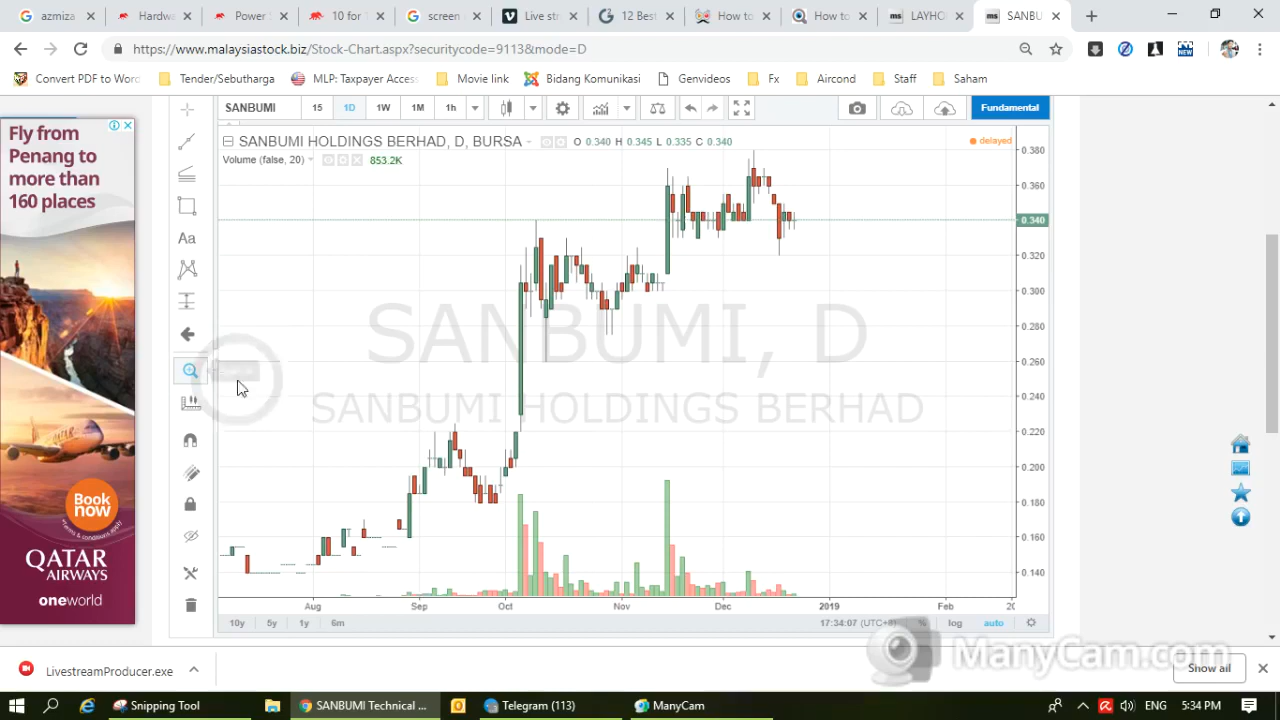 azmiza
Hardw
Power S
10 for T
screen
Live str
12 Best
How to
How to
LAYHO
SANBU
https://www.malaysiastock.biz/Stock-Chart.aspx?securitycode=9113&mode=D
Convert PDF to Word
Tender/Sebutharga
MLP: Taxpayer Access
Movie link
Bidang Komunikasi
Genvideos
Fx
Aircond
Staff
Saham
SANBUMI 15 1D 1W 1M 1h
Fundamental
SANBUMI HOLDINGS BERHAD, D, BURSA
O 0.340 H 0.345 L 0.335 C 0.340
delayed
Volume (false, 20)
853.2K
Fly from
Penang to
more than
160 places
Book
now
QATAR
AIRWAYS
oneworld
Aa
SANBUMI, D
SANBUMI HOLDINGS BERHAD
0.380
0.360
0.340
0.320
0.300
0.280
0.260
0.240
0.220
0.200
0.180
0.160
0.140
Aug Sep Oct Nov Dec 2019 Feb 20
10y 5y 1y 6m
17:34:07 (UTC+8) % log auto
ManyCam.com
LivestreamProducer.exe
Show all
Snipping Tool
SANBUMI Technical ...
Telegram (113)
ManyCam
ENG
5:34 PM